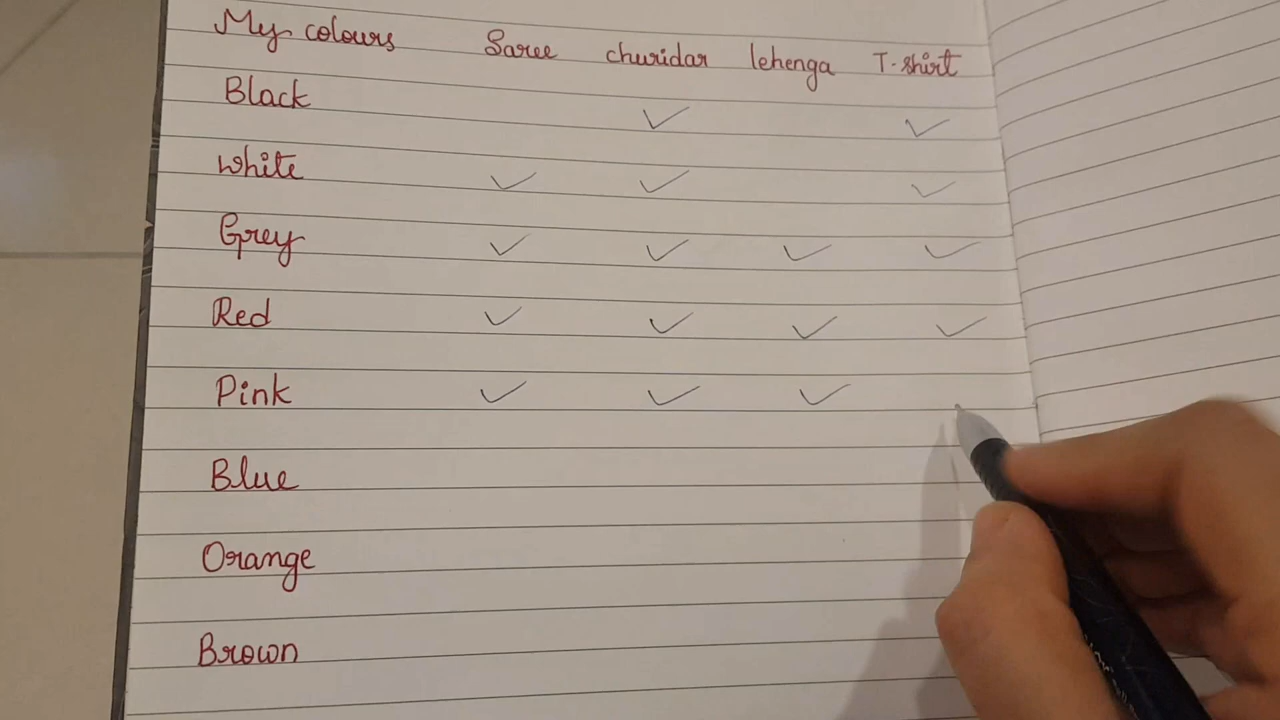 My colours Saree churidar lehenga T-shirt
Black ✓ ✓
White ✓ ✓ ✓
Grey ✓ ✓ ✓ ✓
Red ✓ ✓ ✓ ✓
Pink ✓ ✓ ✓
Blue
Orange
Brown